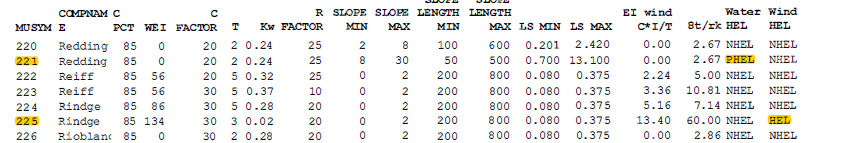 COMPNAM C C R SLOPE SLOPE LENGTH LENGTH EI wind Water Wind
MUSYM E PCT WEI FACTOR T Kw FACTOR MIN MAX MIN MAX LS MIN LS MAX C*I/T 8t/rk HEL HEL
220 Redding 85 0 20 2 0.24 25 2 8 100 600 0.201 2.420 0.00 2.67 NHEL NHEL
221 Redding 85 0 20 2 0.24 25 8 30 50 500 0.700 13.100 0.00 2.67 PHEL NHEL
222 Reiff 85 56 20 5 0.32 25 0 2 200 800 0.080 0.375 2.24 5.00 NHEL NHEL
223 Reiff 85 56 30 5 0.37 10 0 2 200 800 0.080 0.375 3.36 10.81 NHEL NHEL
224 Rindge 85 86 30 5 0.28 20 0 2 200 800 0.080 0.375 5.16 7.14 NHEL NHEL
225 Rindge 85 134 30 3 0.02 20 0 2 200 800 0.080 0.375 13.40 60.00 NHEL HEL
226 Rioblanc 85 0 30 2 0.28 20 0 2 200 800 0.080 0.375 0.00 2.86 NHEL NHEL